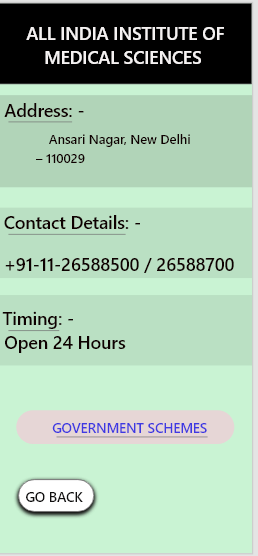 ALL INDIA INSTITUTE OF
MEDICAL SCIENCES
Address: -
Ansari Nagar, New Delhi
– 110029
Contact Details: -
+91-11-26588500 / 26588700
Timing: -
Open 24 Hours
GOVERNMENT SCHEMES
GO BACK